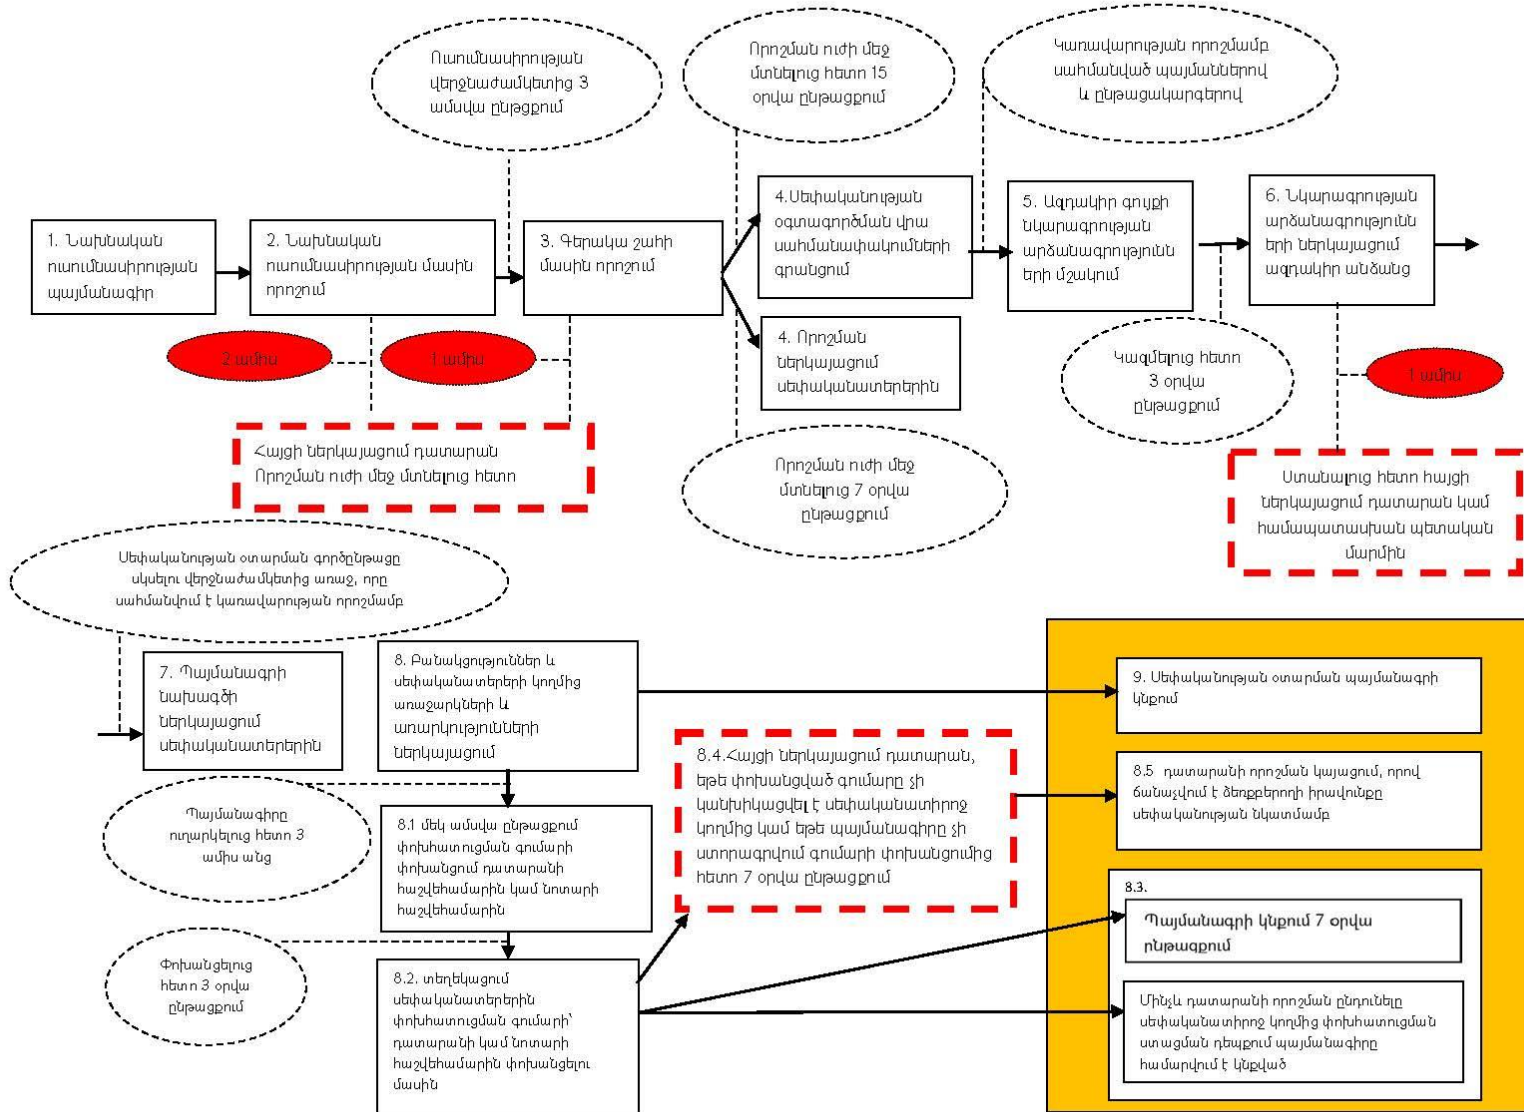 Ուսումնասիրության
վերջնաժամկետից 3
ամսվա ընթցքում
Որոշման ուժի մեջ
մտնելուց հետո 15
օրվա ընթացքում
Կառավարության որոշմամբ
սահմանված պայմաններով
և ընթացակարգերով
1. Նախնական
ուսումնասիրության
պայմանագիր
2. Նախնական
ուսումնասիրության մասին
որոշում
3. Գերակա շահի
մասին որոշում
4.Սեփականության
օգտագործման վրա
սահմանափակումների
գրանցում
4. Որոշման
ներկայացում
սեփականատերերին
5. Ազդակիր գույքի
նկարագրության
արձանագրությունն
երի մշակում
6. Նկարագրության
արձանագրությունն
երի ներկայացում
ազդակիր անձանց
2 ամիս
1 ամիս
Կազմելուց հետո
3 օրվա
ընթացքում
1 ամիս
Հայցի ներկայացում դատարան
Որոշման ուժի մեջ մտնելուց հետո
Որոշման ուժի մեջ
մտնելուց 7 օրվա
ընթացքում
Ստանալուց հետո հայցի
ներկայացում դատարան կամ
համապատասխան պետական
մարմին
Սեփականության օտարման գործընթացը
սկսելու վերջնաժամկետից առաջ, որը
սահմանվում է կառավարության որոշմամբ
7. Պայմանագրի
նախագծի
ներկայացում
սեփականատերերին
8. Բանակցություններ և
սեփականատերերի կողմից
առաջարկների և
առարկությունների
ներկայացում
Պայմանագիրը
ուղարկելուց հետո 3
ամիս անց
8.1 մեկ ամսվա ընթացքում
փոխհատուցման գումարի
փոխանցում դատարանի
հաշվեհամարին կամ նոտարի
հաշվեհամարին
Փոխանցելուց
հետո 3 օրվա
ընթացքում
8.2. տեղեկացում
սեփականատերերին
փոխհատուցման գումարի՝
դատարանի կամ նոտարի
հաշվեհամարին փոխանցելու
մասին
8.4.Հայցի ներկայացում դատարան,
եթե փոխանցված գումարը չի
կանխիկացվել է սեփականատիրոջ
կողմից կամ եթե պայմանագիրը չի
ստորագրվում գումարի փոխանցումից
հետո 7 օրվա ընթացքում
9. Սեփականության օտարման պայմանագրի
կնքում
8.5 դատարանի որոշման կայացում, որով
ճանաչվում է ձեռքբերողի իրավունքը
սեփականության նկատմամբ
8.3.
Պայմանագրի կնքում 7 օրվա
ընթացքում
Մինչև դատարանի որոշման ընդունելը
սեփականատիրոջ կողմից փոխհատուցման
ստացման դեպքում պայմանագիրը
համարվում է կնքված